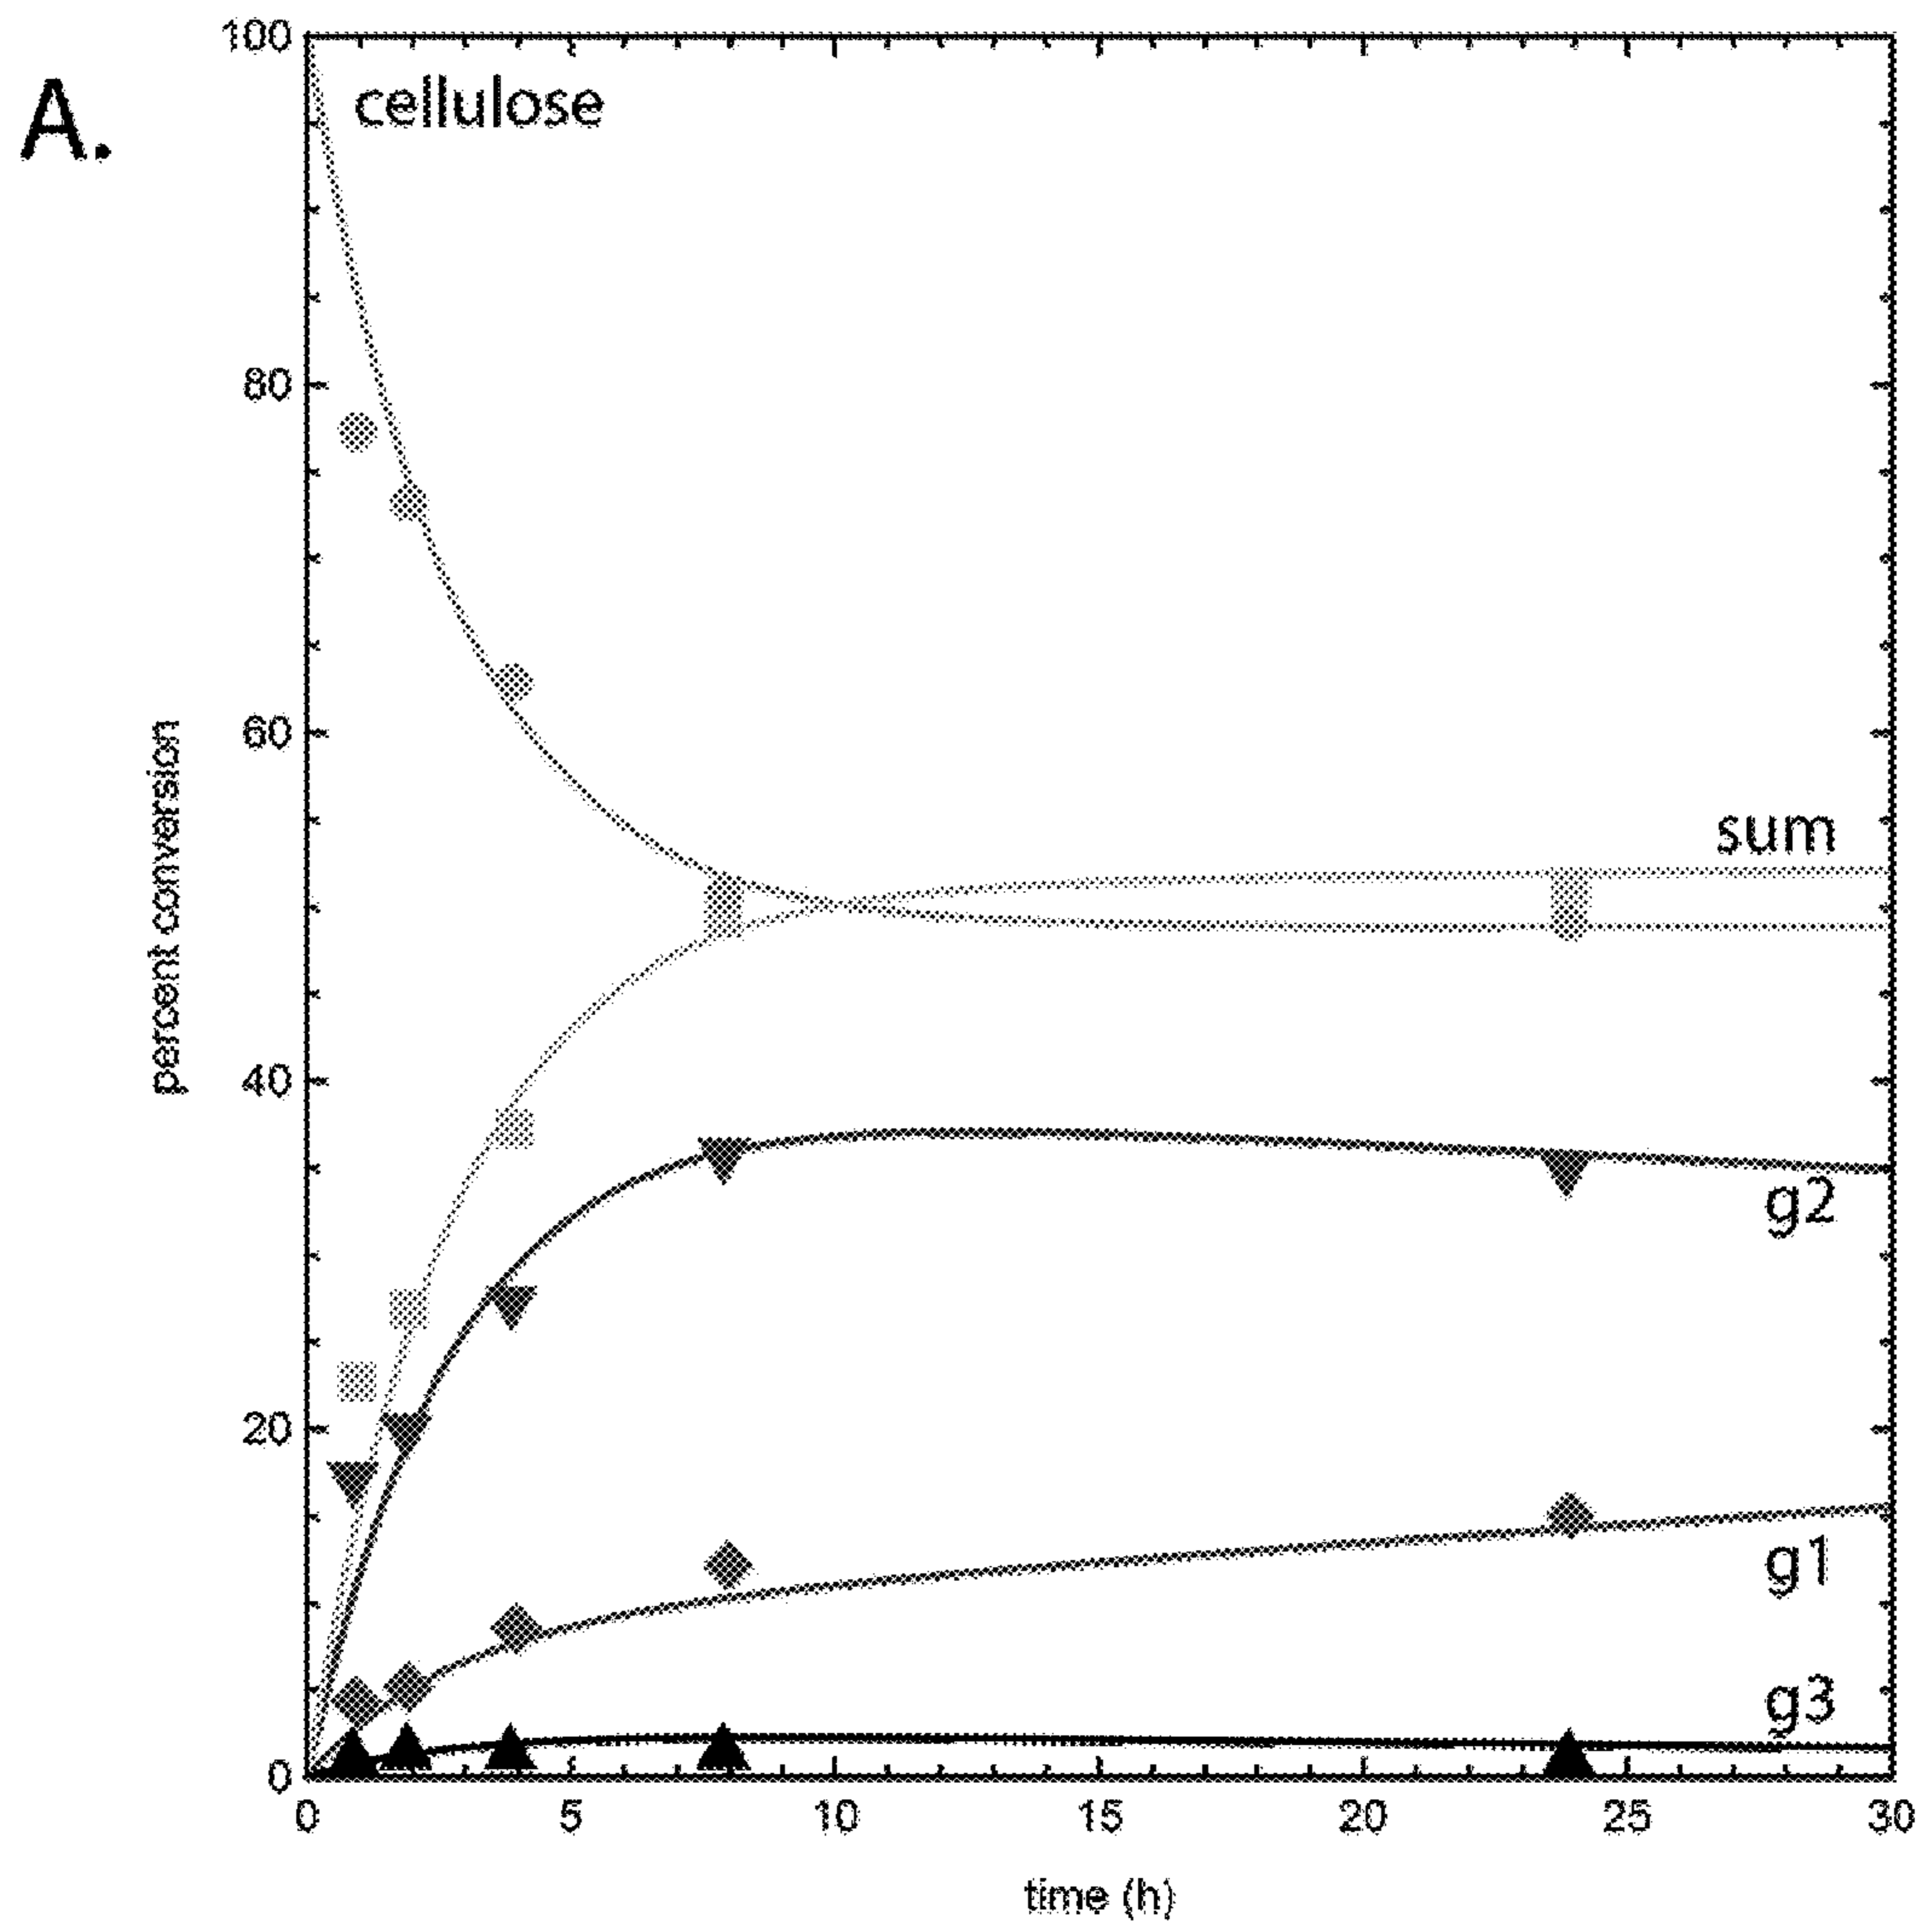 A.
100
cellulose
80
60
percent conversion
sum
40
g2
20
g1
g3
0
0 5 10 15 20 25 30
time (h)